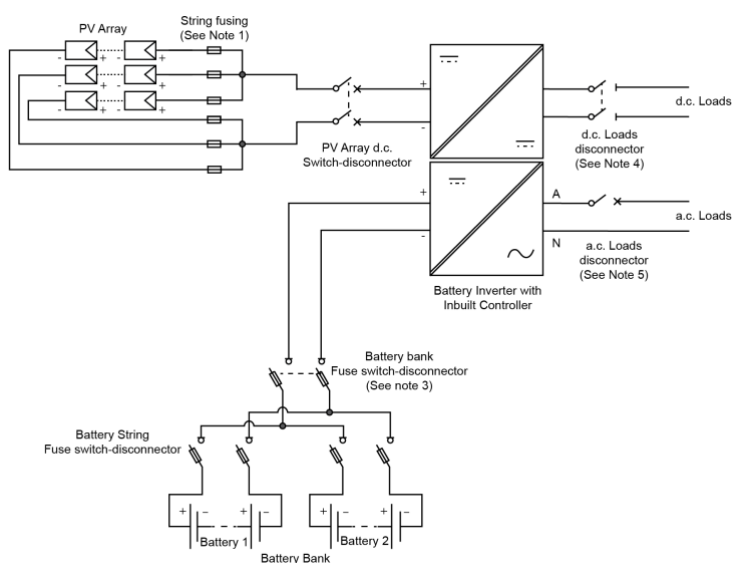 PV Array
String fusing
(See Note 1)
- + - +
- + - +
- + - +
PV Array d.c.
Switch-disconnector
+
-
d.c. Loads
d.c. Loads
disconnector
(See Note 4)
+
-
A
N
a.c. Loads
a.c. Loads
disconnector
(See Note 5)
Battery Inverter with
Inbuilt Controller
Battery bank
Fuse switch-disconnector
(See note 3)
Battery String
Fuse switch-disconnector
+ - + - + - + -
Battery 1
Battery 2
Battery Bank